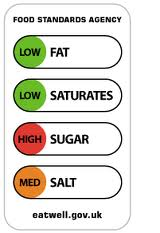 FOOD STANDARDS AGENCY
LOW FAT
LOW SATURATES
HIGH SUGAR
MED SALT
eatwell.gov.uk